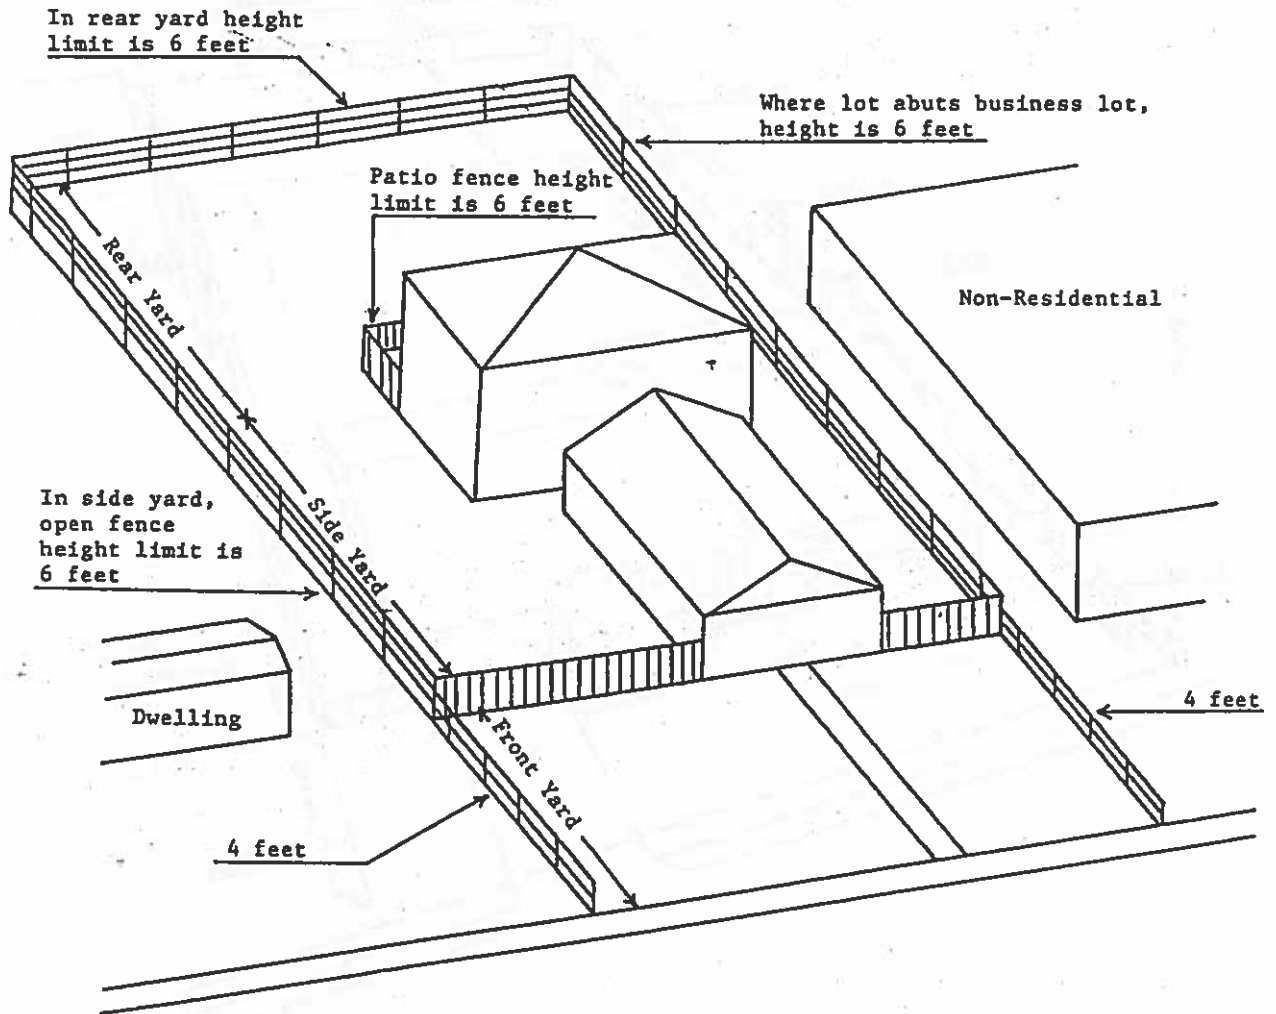 In rear yard height
limit is 6 feet
Where lot abuts business lot,
height is 6 feet
Patio fence height
limit is 6 feet
Rear Yard
Non-Residential
In side yard,
open fence
height limit is
6 feet
Side Yard
Dwelling
Front Yard
4 feet
4 feet